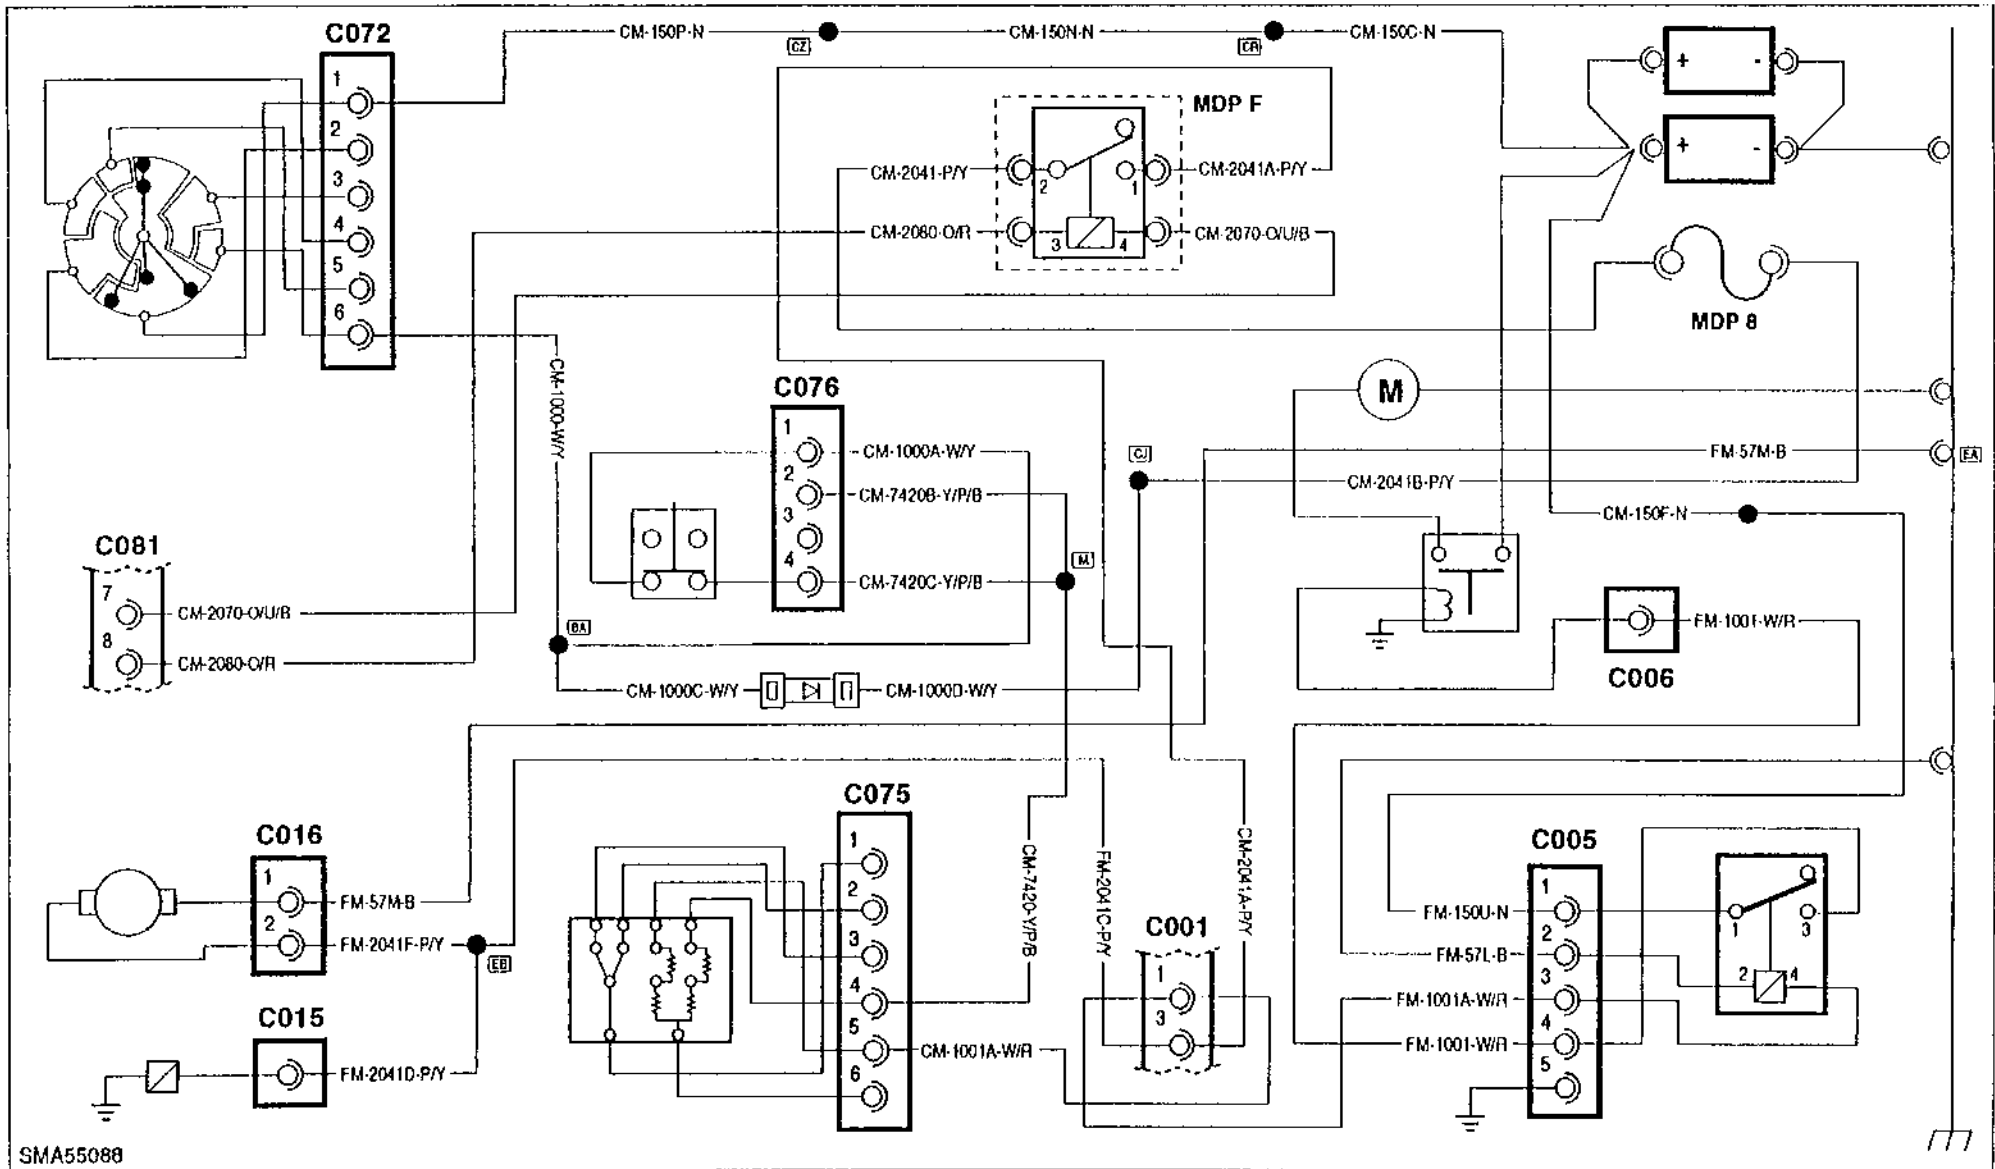 C072
CM-150P-N
CZ
CM-150N-N
CR
CM-150C-N
+ -
1
2
3
4
5
6
MDP F
CM-2041-P/Y
2
1
CM-2041A-P/Y
CM-2080-O/R
3
4
CM-2070-O/U/B
+ -
MDP 8
CM-1000-W/Y
C076
M
1
CM-1000A-W/Y
2
CM-7420B-Y/P/B
3
4
CM-7420C-Y/P/B
IM
CJ
FM-57M-B
EA
CM-2041B-P/Y
CM-150F-N
C081
7
CM-2070-O/U/B
8
CM-2080-O/R
BA
CM-1000C-W/Y
CM-1000D-W/Y
FM-1001-W/R
C006
C016
1
FM-57M-B
2
FM-2041F-P/Y
EB
C015
FM-2041D-P/Y
C075
1
2
3
4
5
CM-1001A-W/R
6
CM-7420-Y/P/B
FM-2041C-P/Y
CM-2041A-P/Y
C001
1
3
C005
1
FM-150U-N
2
FM-57L-B
3
FM-1001A-W/R
4
FM-1001-W/R
5
1
3
2
4
SMA55088